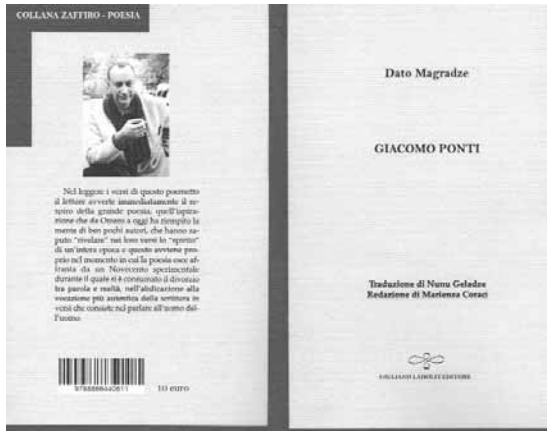 COLLANA ZAFFIRO - POESIA
Nel leggere i versi di questo poemetto
il lettore avverte immediatamente il re-
spiro della grande poesia, quell'ispira-
zione che da Omero a oggi ha riempito la
mente di ben pochi autori, che hanno sa-
puto "rivelare" nei loro versi lo "spirito"
di un'intera epoca e questo avviene pro-
prio nel momento in cui la poesia esce af-
franta da un Novecento sperimentale
durante il quale si è consumato il divorzio
tra parola e realtà, nell'abdicazione alla
vocazione più autentica della scrittura in
versi che consiste nel parlare all'uomo del-
l'uomo.
10 euro
Dato Magradze
GIACOMO PONTI
Traduzione di Nunu Geladze
Redazione di Marienza Coraci
GIULIANO LADOLFI EDITORE